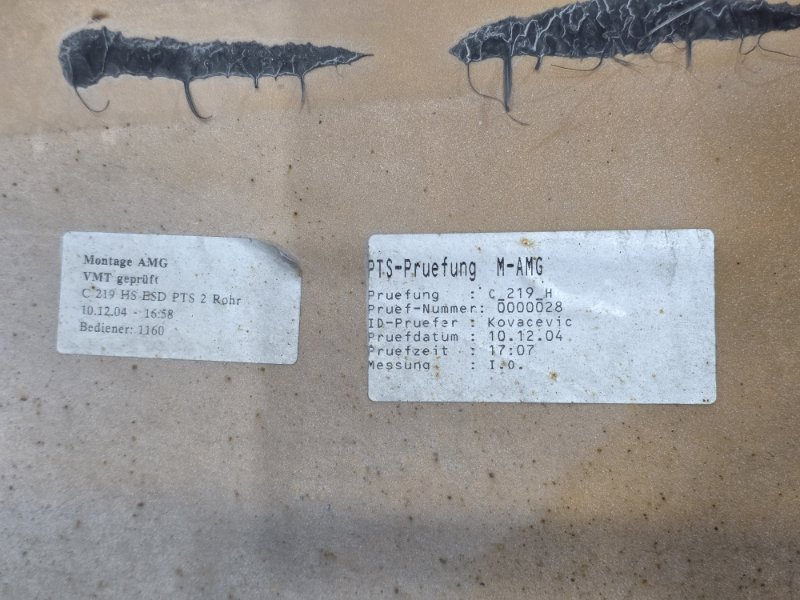 Montage AMG
VMT geprüft
C 219 HS ESD PTS 2 Rohr
10.12.04 - 16:58
Bediener: 1160
PTS-Pruefung M-AMG
Pruefung : C_219_H
Pruef-Nummer: 0000028
ID-Pruefer : Kovacevic
Pruefdatum : 10.12.04
Pruefzeit : 17:07
Messung : I.O.